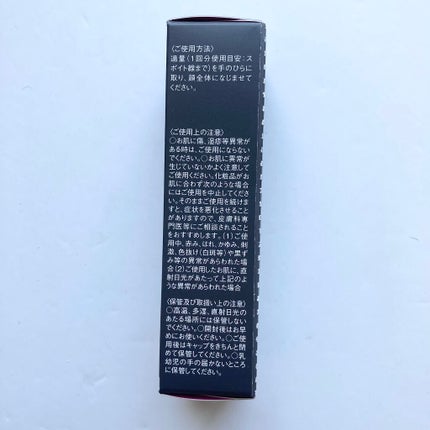 〈ご使用方法〉
適量(1回分使用目安:ス
ポイト線まで)を手のひらに
取り、顔全体になじませて
ください。
〈ご使用上の注意〉
○お肌に傷、湿疹等異常が
ある時は、ご使用にならない
でください。○お肌に異常が
生じていないかよく注意して
ご使用ください。化粧品がお
肌に合わず次のような場合
にはご使用を中止してくださ
い。そのままご使用を続けま
すと、症状を悪化させること
がありますので、皮膚科専
門医等にご相談されること
をおすすめします。(1)ご使
用中、赤み、はれ、かゆみ、刺
激、色抜け(白斑等)や黒ず
み等の異常があらわれた場
合(2)ご使用したお肌に、直
射日光があたって上記のよ
うな異常があらわれた場合
〈保管及び取扱い上の注意〉
○高温、多湿、直射日光の
あたる場所には保管しない
でください。○開封後はお早
めにお使いください。○ご使
用後はキャップをきちんと閉
めて保管してください。○乳
幼児の手の届かないところ
に保管してください。